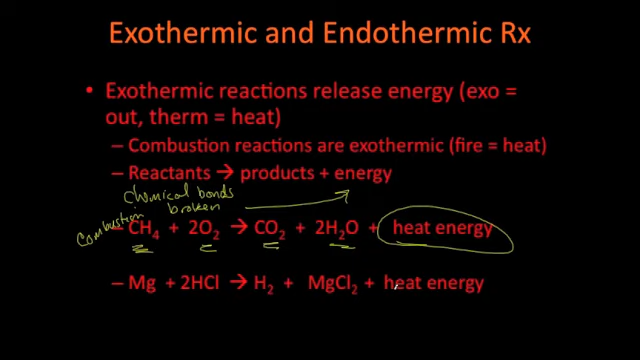 Exothermic and Endothermic Rx
• Exothermic reactions release energy (exo =
out, therm = heat)
– Combustion reactions are exothermic (fire = heat)
– Reactants → products + energy
chemical bonds
broken
combustion
– CH₄ + 2O₂ → CO₂ + 2H₂O + heat energy
– Mg + 2HCl → H₂ + MgCl₂ + heat energy